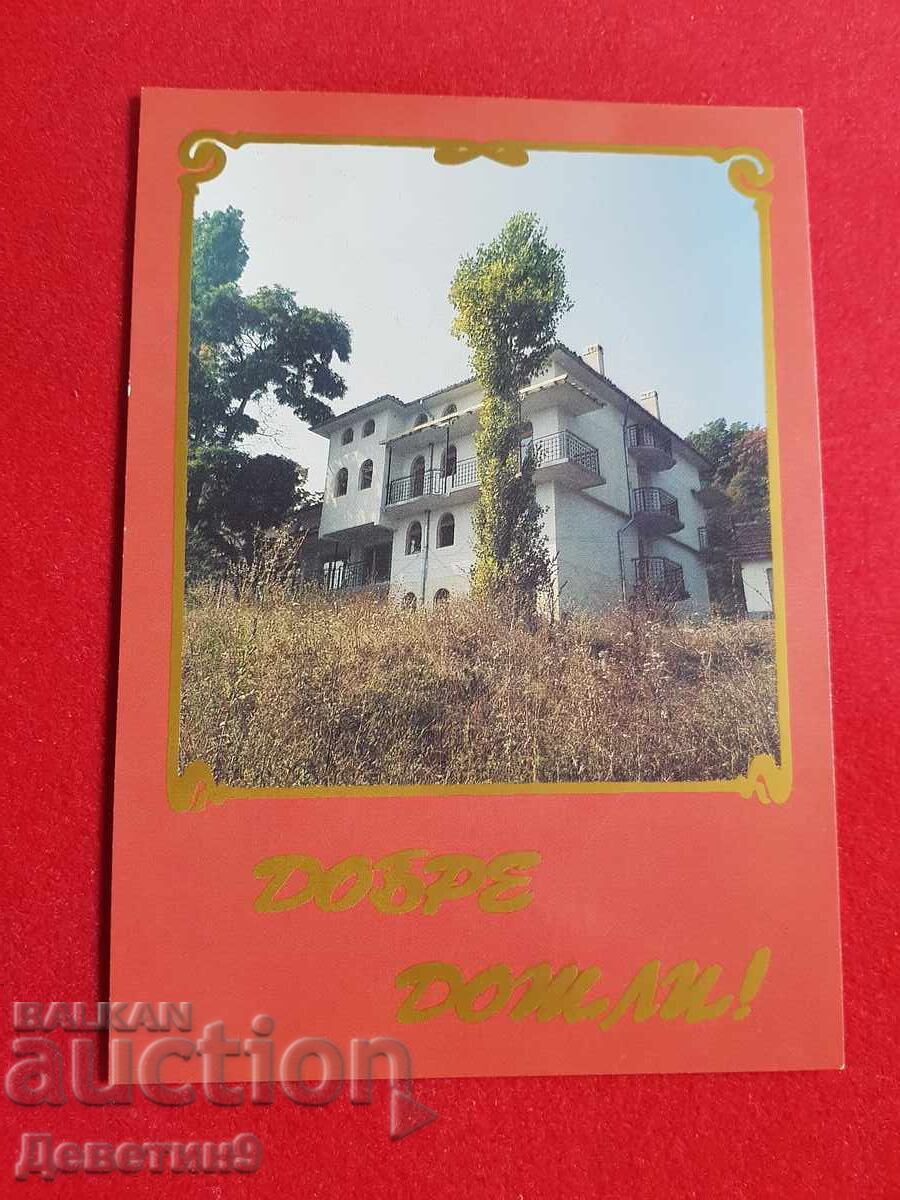 ДОБРЕ
ДОШЛИ!
BALKAN
auction
Деветин9